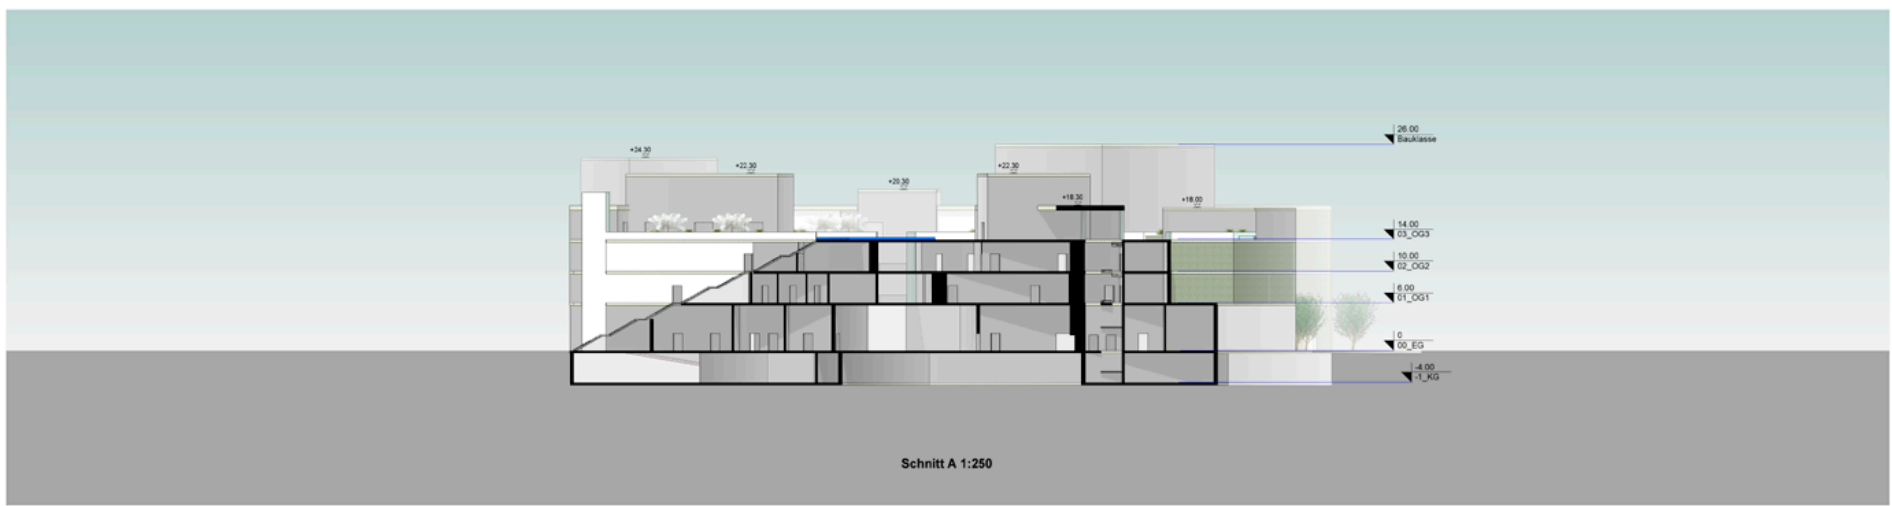 26.00
Bauklasse
+24.30
+22.30
+22.30
+20.30
+18.30
+18.00
14.00
03_OG3
10.00
02_OG2
6.00
01_OG1
0
00_EG
-4.00
-1_KG
Schnitt A 1:250